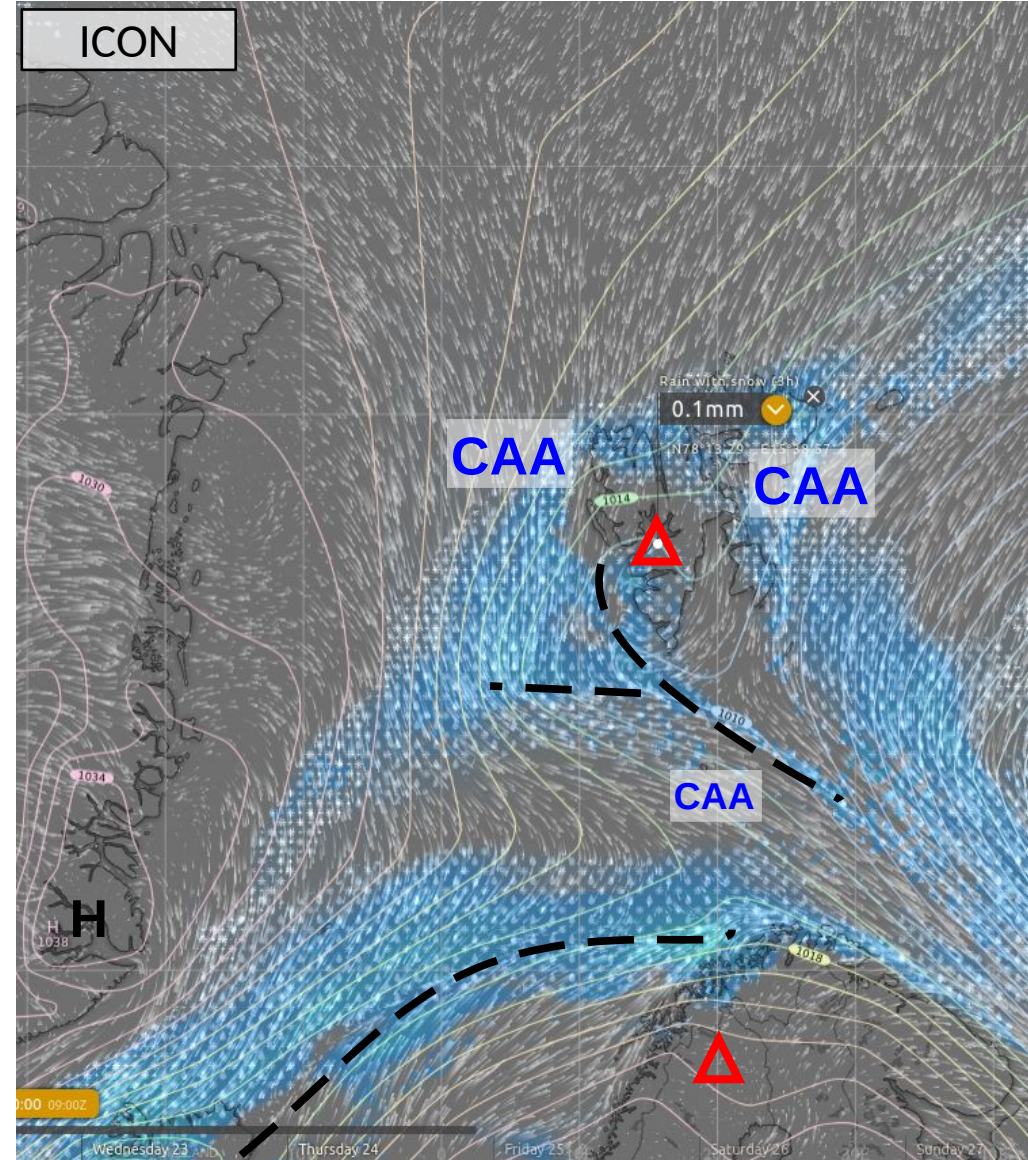 ICON
Rain with snow (3h)
0.1mm
CAA
CAA
1014
1030
1010
1034
CAA
H
H
1038
1018
:00 09:00Z
Wednesday 23
Thursday 24
Friday 25
Saturday 26
Sunday 27